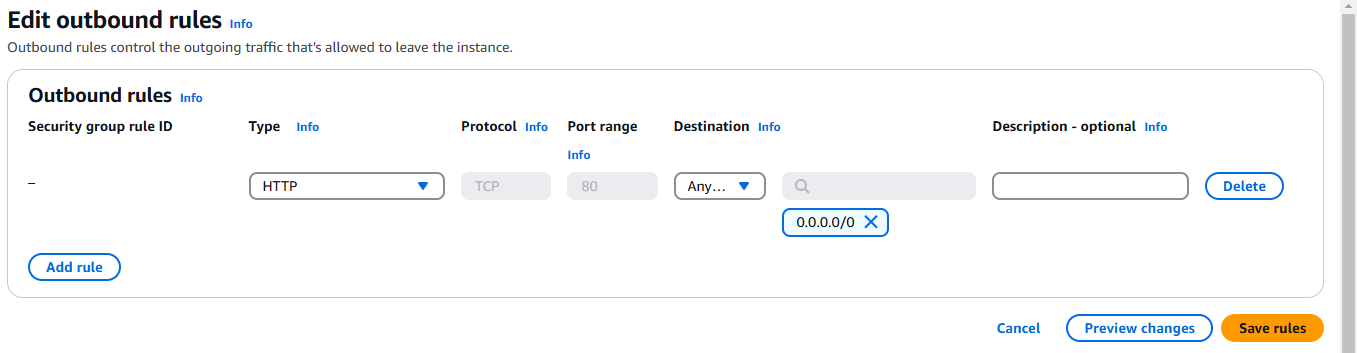 Edit outbound rules Info
Outbound rules control the outgoing traffic that's allowed to leave the instance.
Outbound rules Info
Security group rule ID Type Info Protocol Info Port range Info Destination Info Description - optional Info
– HTTP TCP 80 Any... Delete
0.0.0.0/0
Add rule
Cancel Preview changes Save rules